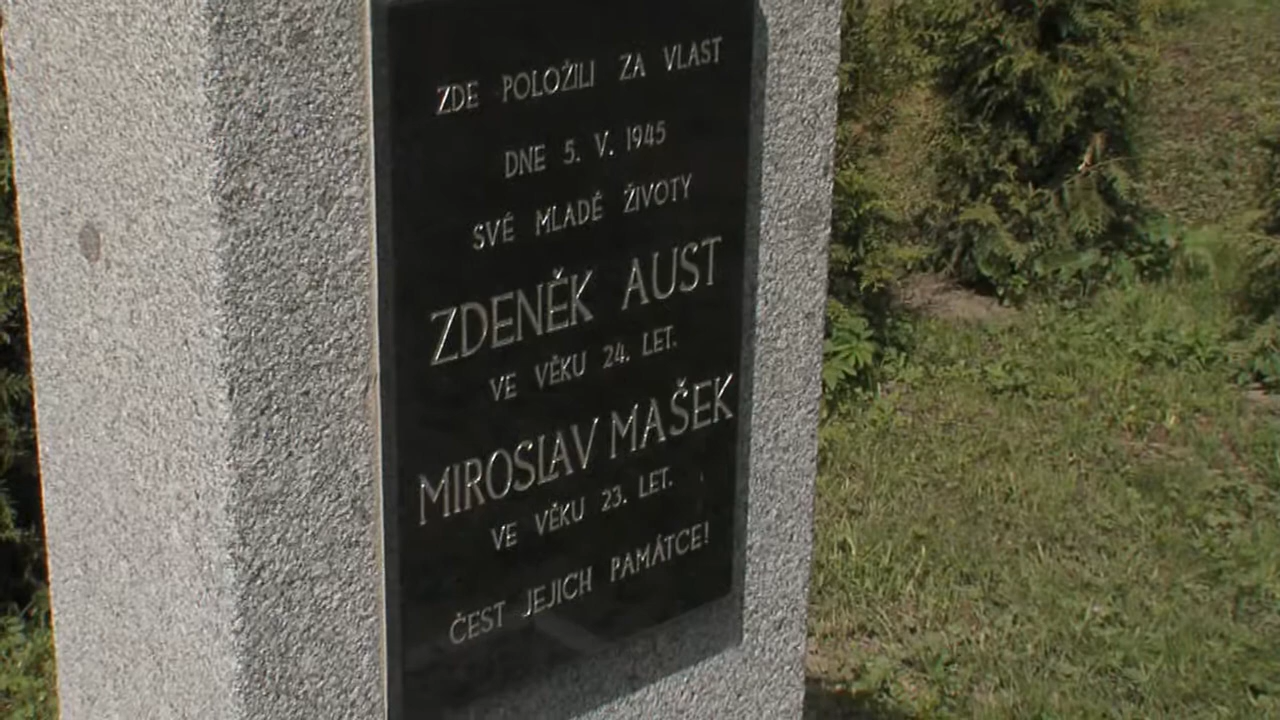 ZDE POLOŽILI ZA VLAST
DNE 5. V. 1945
SVÉ MLADÉ ŽIVOTY
ZDENĚK AUST
VE VĚKU 24. LET.
MIROSLAV MAŠEK
VE VĚKU 23. LET.
ČEST JEJICH PAMÁTCE!